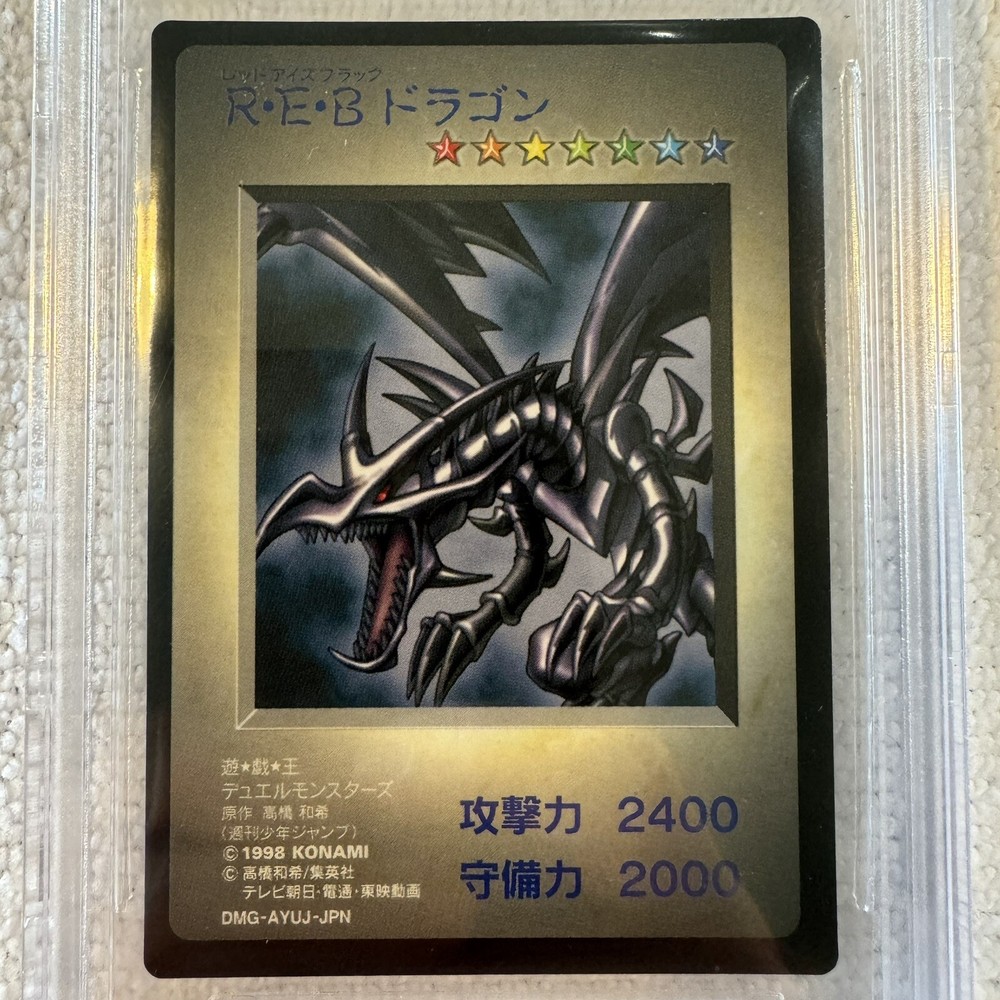 レッドアイズブラック
R・E・B ドラゴン
遊★戯★王
デュエルモンスターズ
原作 高橋 和希
(週刊少年ジャンプ)
© 1998 KONAMI
© 高橋和希/集英社
テレビ朝日・電通・東映動画
DMG-AYUJ-JPN
攻撃力 2400
守備力 2000